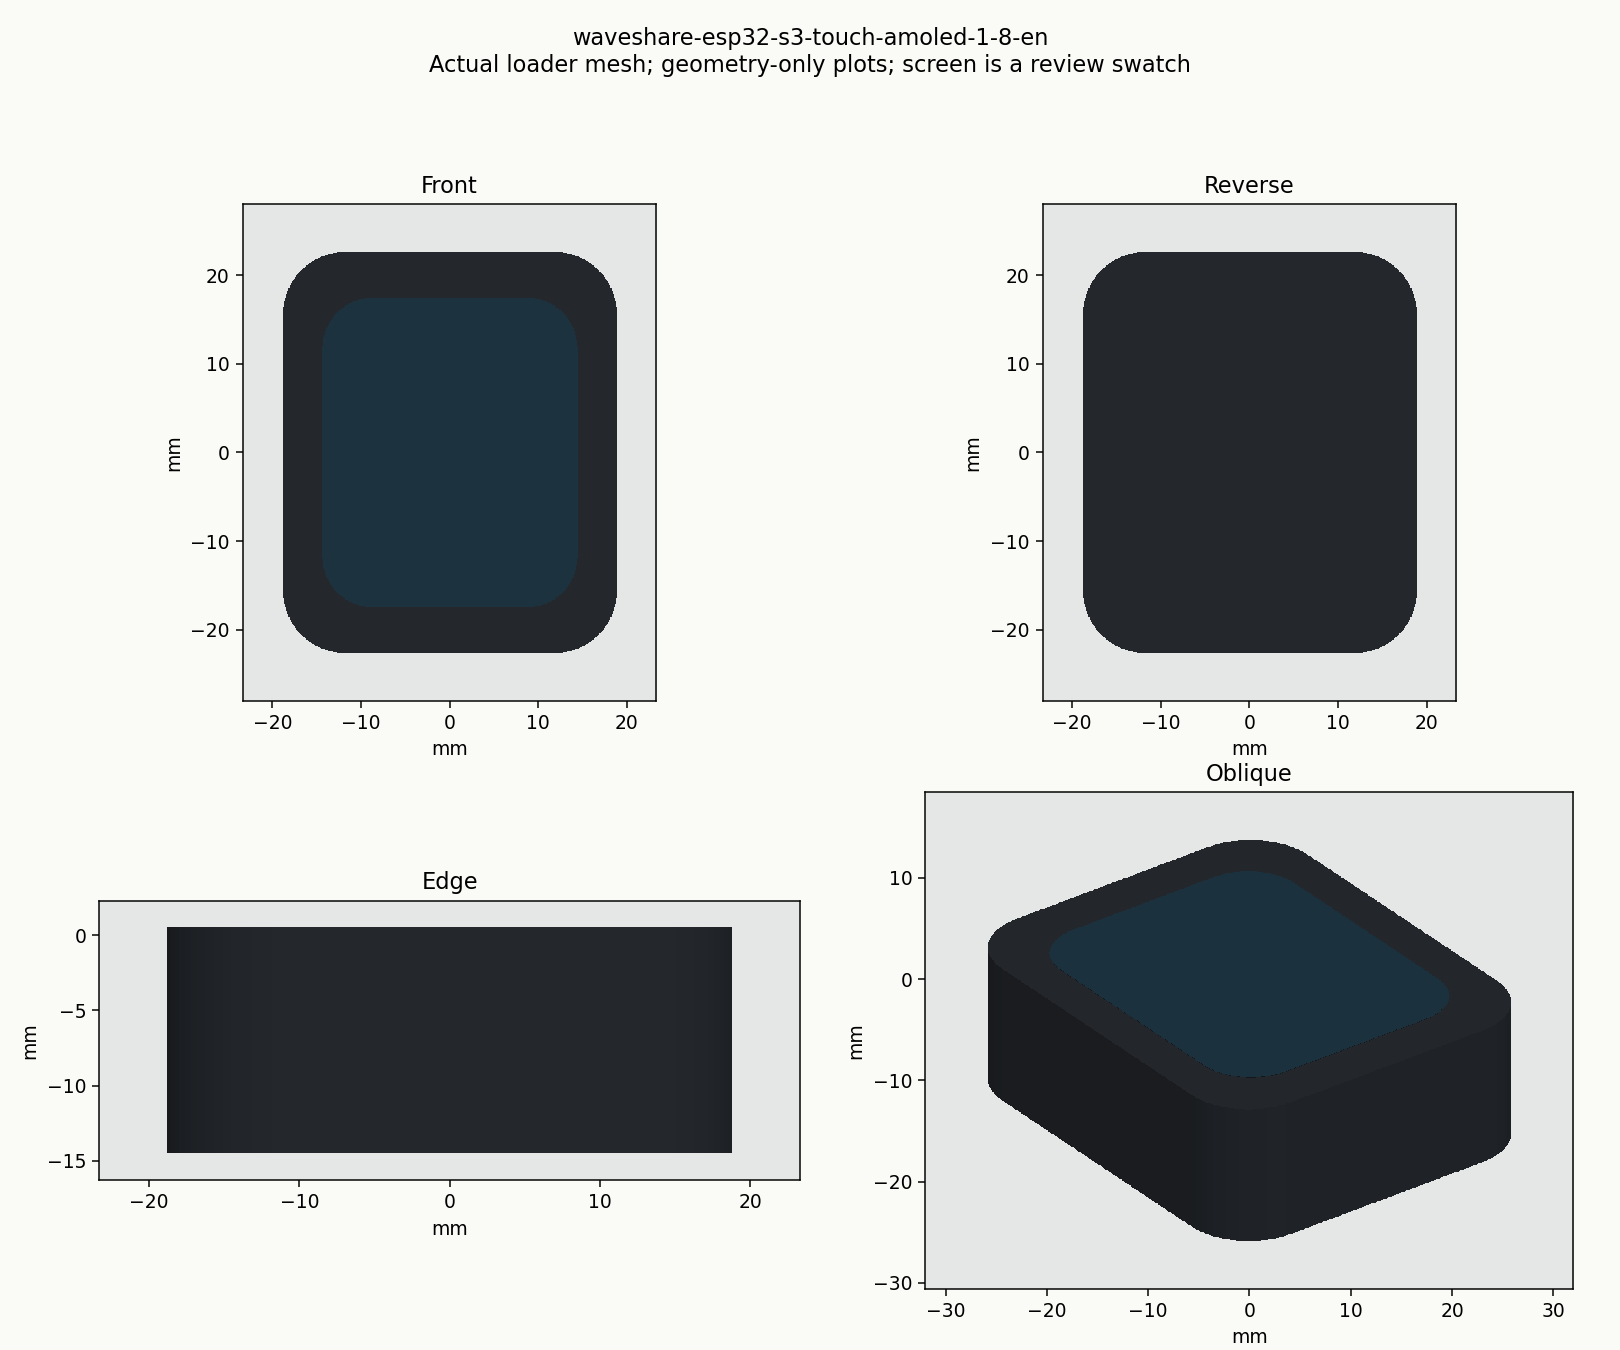 waveshare-esp32-s3-touch-amoled-1-8-en
Actual loader mesh; geometry-only plots; screen is a review swatch
Front
20
10
0
−10
−20
mm
−20 −10 0 10 20
mm
Reverse
20
10
0
−10
−20
mm
−20 −10 0 10 20
mm
Edge
0
−5
−10
−15
mm
−20 −10 0 10 20
mm
Oblique
10
0
−10
−20
−30
mm
−30 −20 −10 0 10 20 30
mm